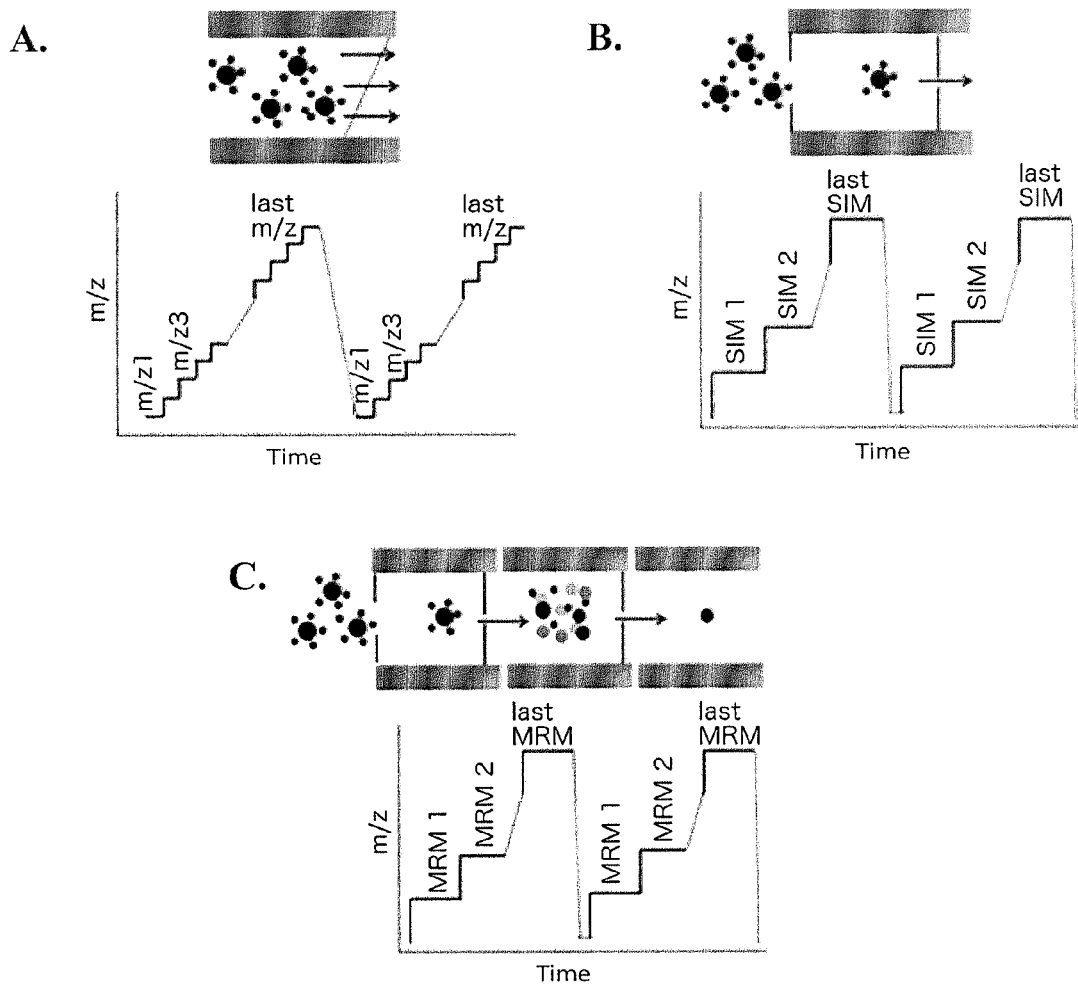 A.
B.
last
m/z
last
m/z
m/z
m/z1
m/z3
m/z1
m/z3
Time
last
SIM
last
SIM
m/z
SIM 1
SIM 2
SIM 1
SIM 2
Time
C.
last
MRM
last
MRM
m/z
MRM 1
MRM 2
MRM 1
MRM 2
Time